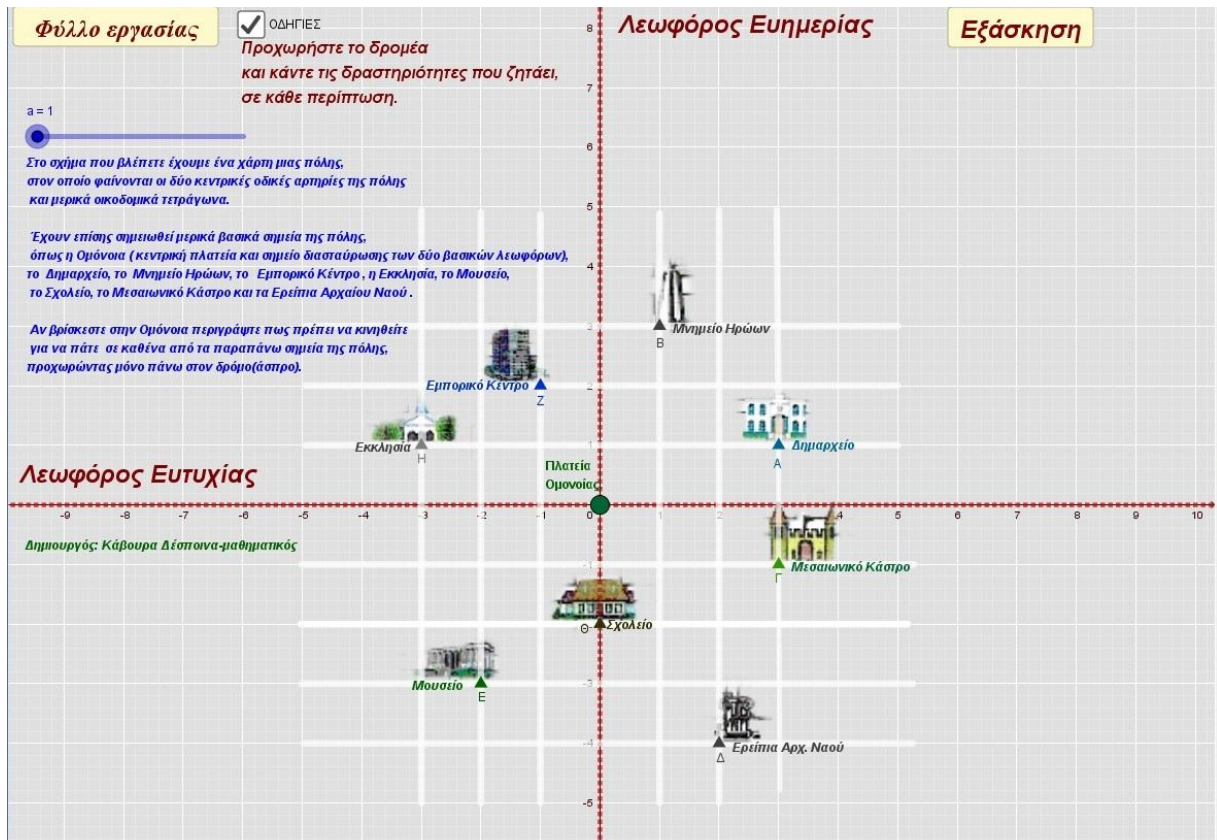 Φύλλο εργασίας
ΟΔΗΓΙΕΣ
Προχωρήστε το δρομέα
και κάντε τις δραστηριότητες που ζητάει,
σε κάθε περίπτωση.
Λεωφόρος Ευημερίας
Εξάσκηση
a = 1
Στο σχήμα που βλέπετε έχουμε ένα χάρτη μιας πόλης,
στον οποίο φαίνονται οι δύο κεντρικές οδικές αρτηρίες της πόλης
και μερικά οικοδομικά τετράγωνα.
Έχουν επίσης σημειωθεί μερικά βασικά σημεία της πόλης,
όπως η Ομόνοια ( κεντρική πλατεία και σημείο διασταύρωσης των δύο βασικών λεωφόρων),
το Δημαρχείο, το Μνημείο Ηρώων, το Εμπορικό Κέντρο , η Εκκλησία, το Μουσείο,
το Σχολείο, το Μεσαιωνικό Κάστρο και τα Ερείπια Αρχαίου Ναού .
Αν βρίσκεστε στην Ομόνοια περιγράψτε πως πρέπει να κινηθείτε
για να πάτε σε καθένα από τα παραπάνω σημεία της πόλης,
προχωρώντας μόνο πάνω στον δρόμο(άσπρο).
8
7
6
5
4
3
2
1
Μνημείο Ηρώων
Β
Εμπορικό Κέντρο
Ζ
Εκκλησία
Η
Δημαρχείο
Α
Λεωφόρος Ευτυχίας
Πλατεία
Ομονοίας
-9 -8 -7 -6 -5 -4 -3 -2 -1 0 1 2 3 4 5 6 7 8 9 10
Δημιουργός: Κάβουρα Δέσποινα-μαθηματικός
Μεσαιωνικό Κάστρο
Γ
-1
Θ
Σχολείο
Μουσείο
Ε
-3
Ερείπια Αρχ. Ναού
Δ
-4
-5